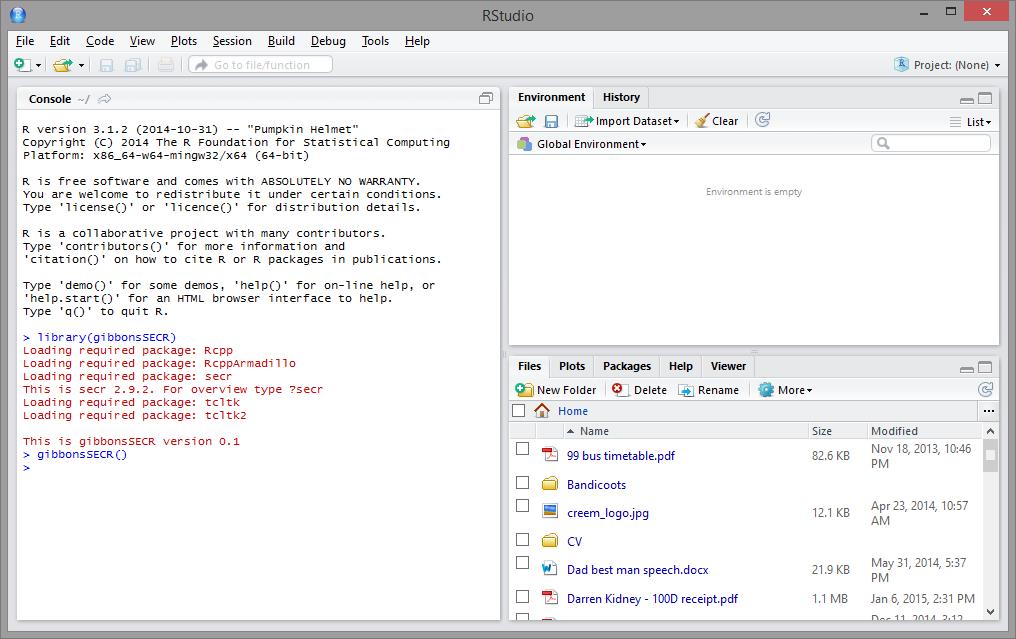 RStudio
File Edit Code View Plots Session Build Debug Tools Help
Go to file/function
Project: (None)
Console ~/
R version 3.1.2 (2014-10-31) -- "Pumpkin Helmet"
Copyright (C) 2014 The R Foundation for Statistical Computing
Platform: x86_64-w64-mingw32/x64 (64-bit)
R is free software and comes with ABSOLUTELY NO WARRANTY.
You are welcome to redistribute it under certain conditions.
Type 'license()' or 'licence()' for distribution details.
R is a collaborative project with many contributors.
Type 'contributors()' for more information and
'citation()' on how to cite R or R packages in publications.
Type 'demo()' for some demos, 'help()' for on-line help, or
'help.start()' for an HTML browser interface to help.
Type 'q()' to quit R.
> library(gibbonsSECR)
Loading required package: Rcpp
Loading required package: RcppArmadillo
Loading required package: secr
This is secr 2.9.2. For overview type ?secr
Loading required package: tcltk
Loading required package: tcltk2
This is gibbonsSECR version 0.1
> gibbonsSECR()
>
Environment History
Import Dataset Clear List
Global Environment
Environment is empty
Files Plots Packages Help Viewer
New Folder Delete Rename More
Home ...
Name Size Modified
99 bus timetable.pdf 82.6 KB Nov 18, 2013, 10:46
PM
Bandicoots
creem_logo.jpg 12.1 KB Apr 23, 2014, 10:57
AM
CV
Dad best man speech.docx 21.9 KB May 31, 2014, 5:37
PM
Darren Kidney - 100D receipt.pdf 1.1 MB Jan 6, 2015, 2:31 PM